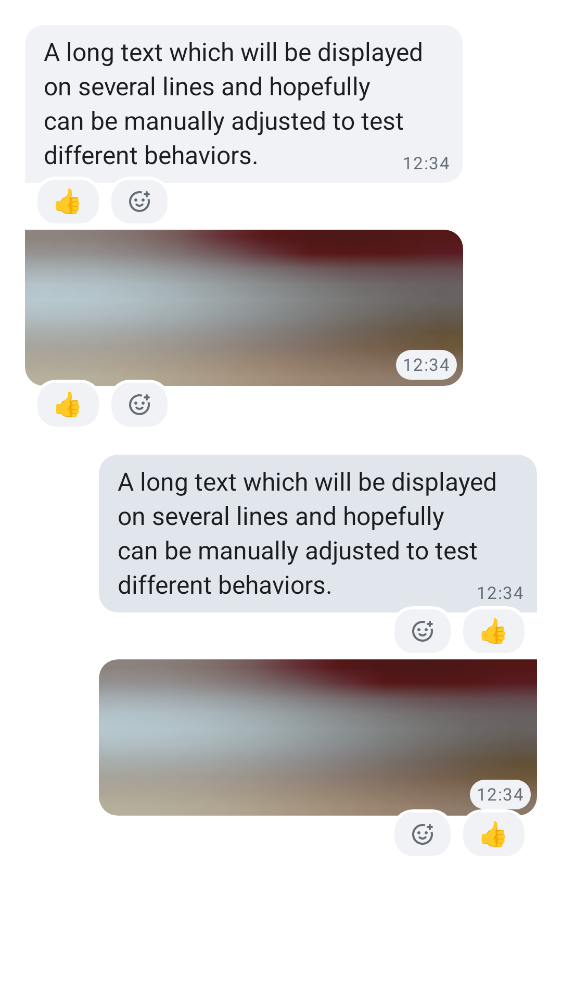 A long text which will be displayed
on several lines and hopefully
can be manually adjusted to test
different behaviors.
12:34
12:34
A long text which will be displayed
on several lines and hopefully
can be manually adjusted to test
different behaviors.
12:34
12:34